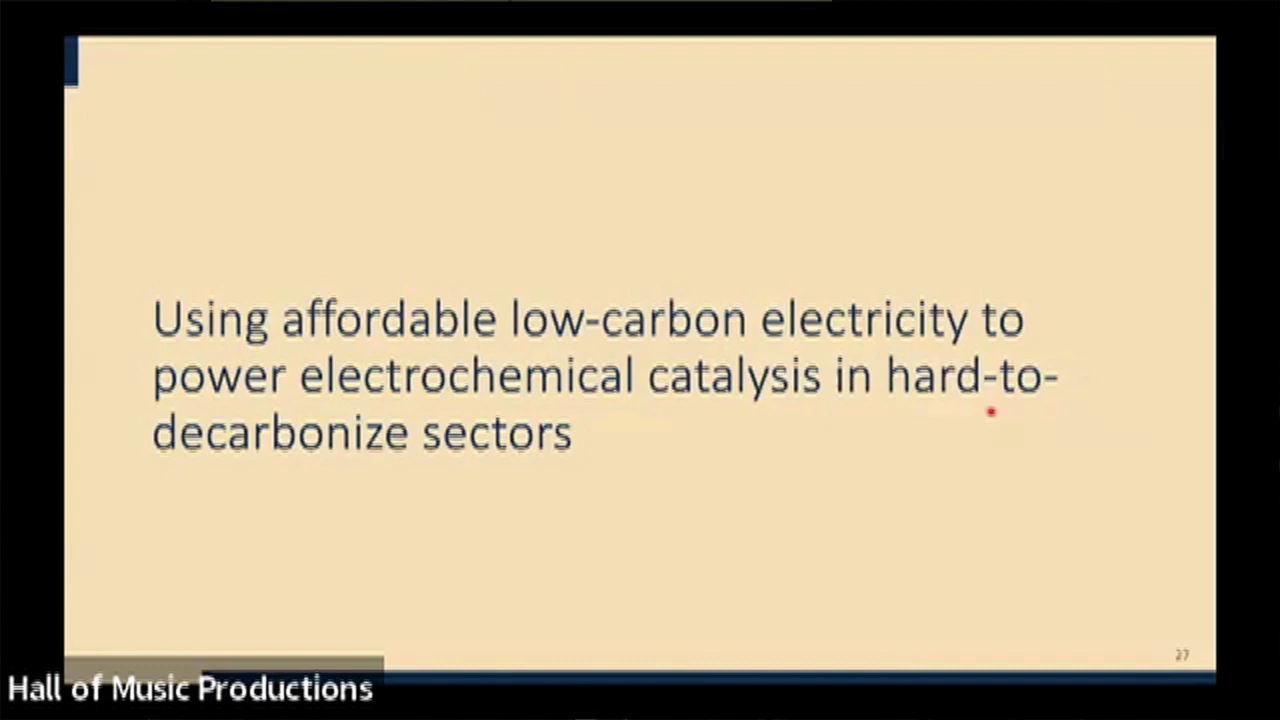 Using affordable low-carbon electricity to
power electrochemical catalysis in hard-to-
decarbonize sectors
27
Hall of Music Productions